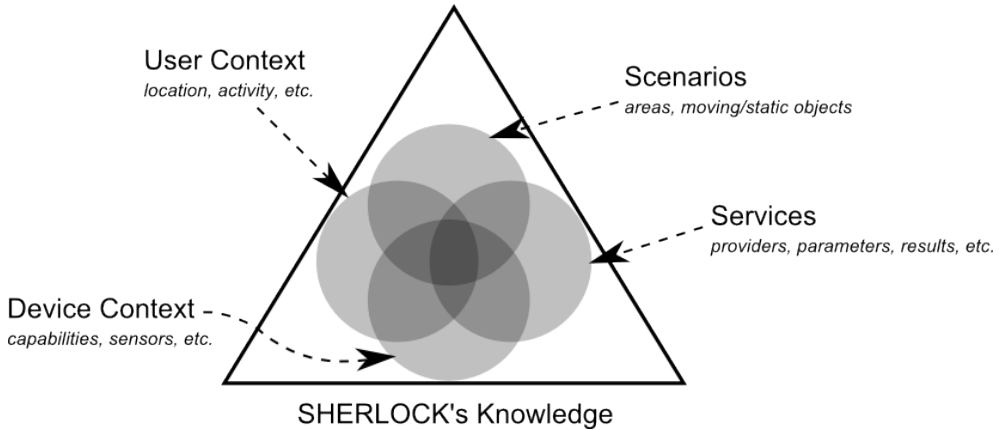 User Context
location, activity, etc.
Scenarios
areas, moving/static objects
Services
providers, parameters, results, etc.
Device Context
capabilities, sensors, etc.
SHERLOCK's Knowledge